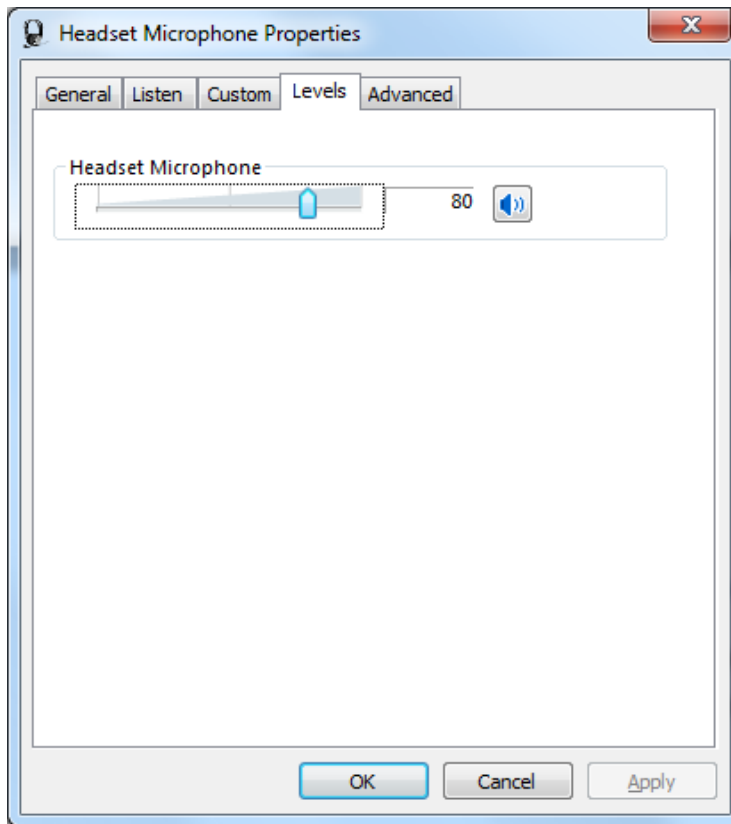 Headset Microphone Properties
General Listen Custom Levels Advanced
Headset Microphone
80
OK Cancel Apply